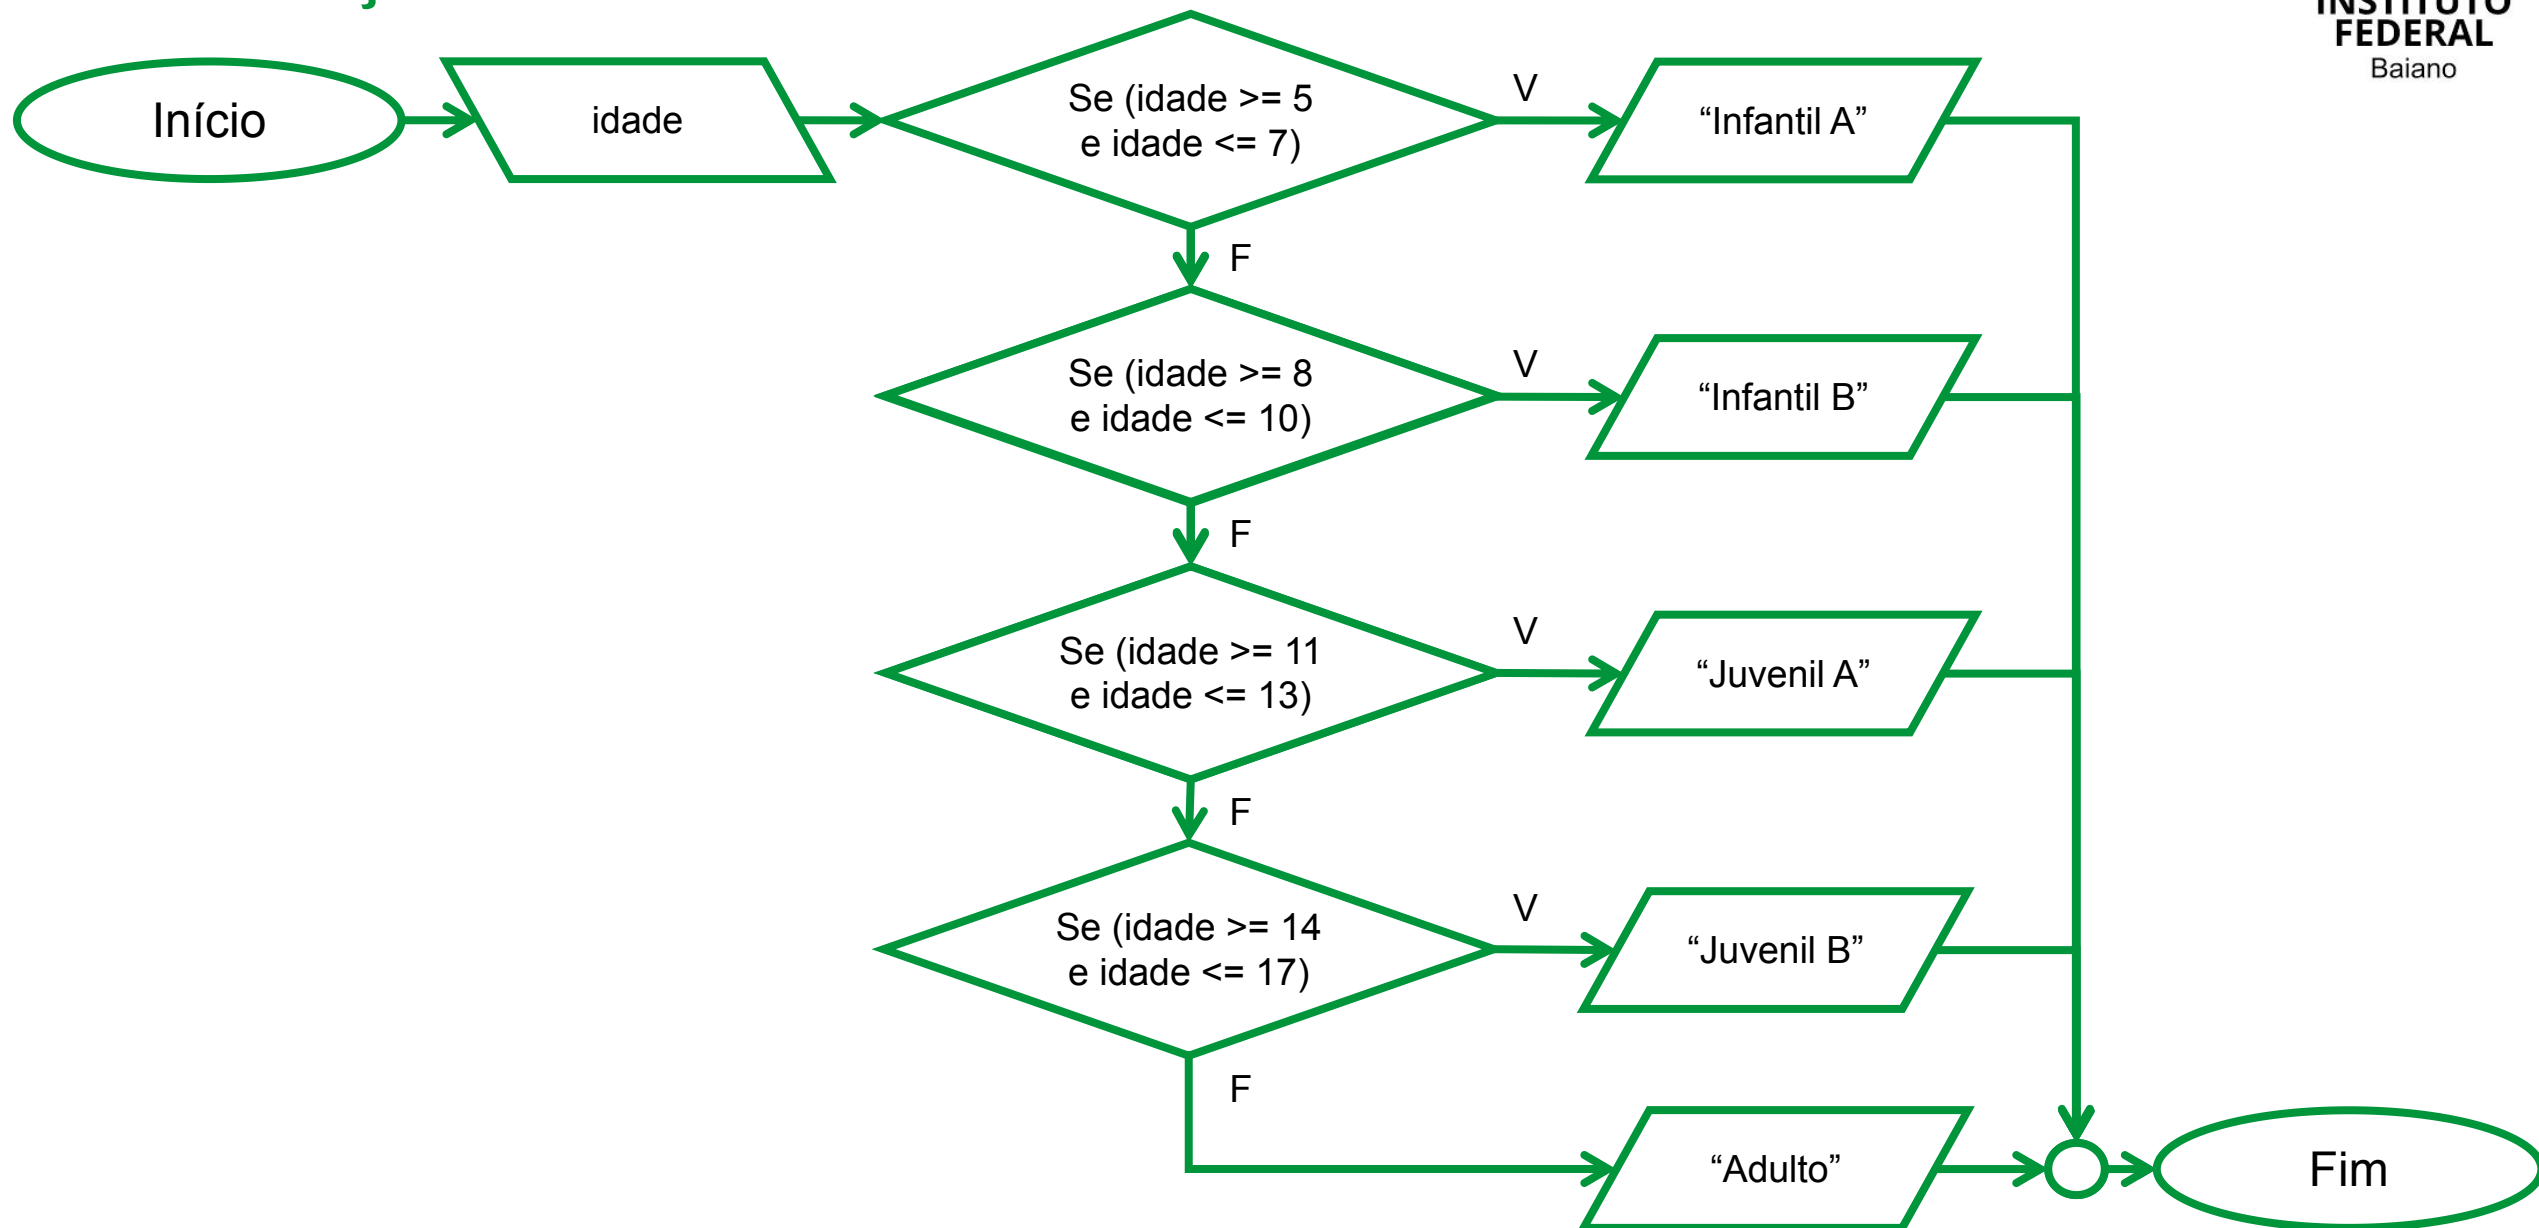 INSTITUTO
FEDERAL
Baiano
Início
idade
Se (idade >= 5
e idade <= 7)
V
“Infantil A”
F
Se (idade >= 8
e idade <= 10)
V
“Infantil B”
F
Se (idade >= 11
e idade <= 13)
V
“Juvenil A”
F
Se (idade >= 14
e idade <= 17)
V
“Juvenil B”
F
“Adulto”
Fim